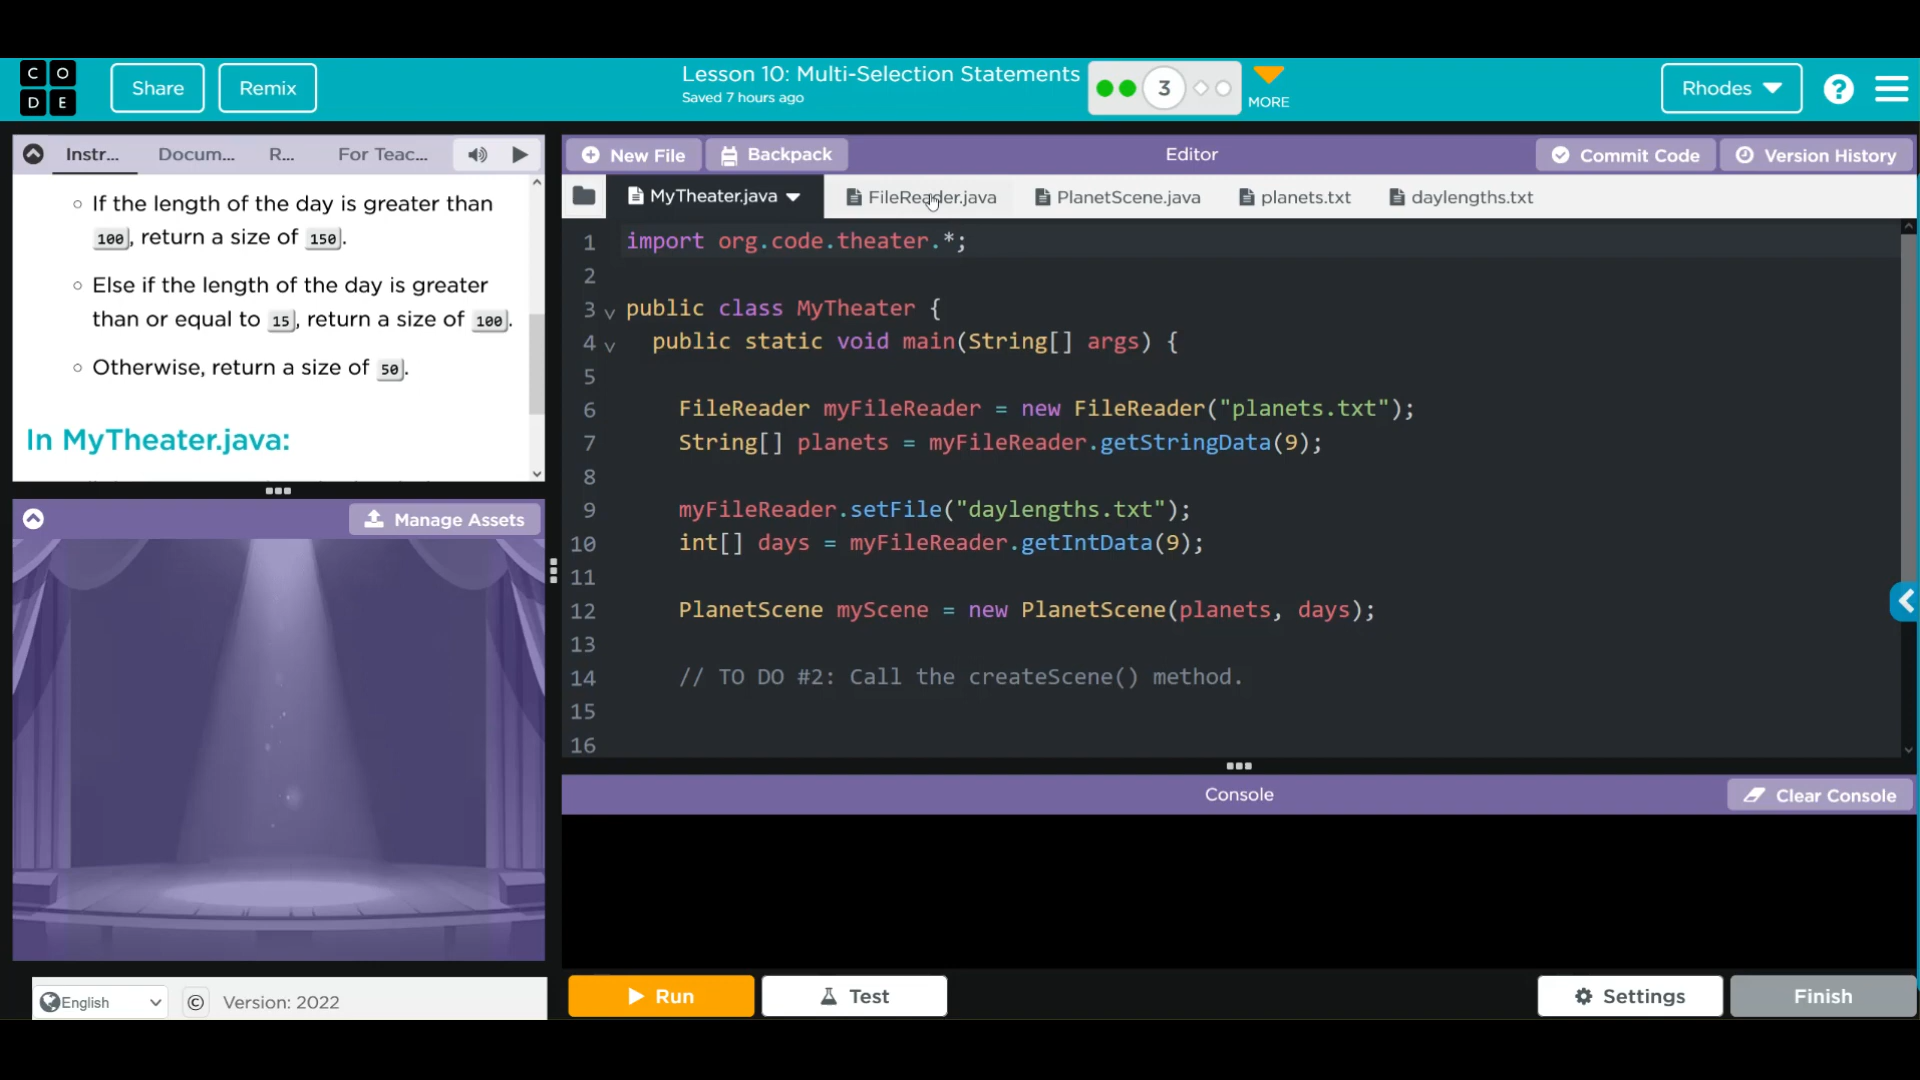 C O
D E
Share
Remix
Lesson 10: Multi-Selection Statements
Saved 7 hours ago
3
MORE
Rhodes
?
Instr...
Docum...
R...
For Teac...
If the length of the day is greater than
100, return a size of 150.
Else if the length of the day is greater
than or equal to 15, return a size of 100.
Otherwise, return a size of 50.
In MyTheater.java:
Manage Assets
English
©
Version: 2022
New File
Backpack
Editor
Commit Code
Version History
MyTheater.java
FileReader.java
PlanetScene.java
planets.txt
daylengths.txt
1 import org.code.theater.*;
2
3 public class MyTheater {
4 public static void main(String[] args) {
5
6 FileReader myFileReader = new FileReader("planets.txt");
7 String[] planets = myFileReader.getStringData(9);
8
9 myFileReader.setFile("daylengths.txt");
10 int[] days = myFileReader.getIntData(9);
11
12 PlanetScene myScene = new PlanetScene(planets, days);
13
14 // TO DO #2: Call the createScene() method.
15
16
Console
Clear Console
Run
Test
Settings
Finish